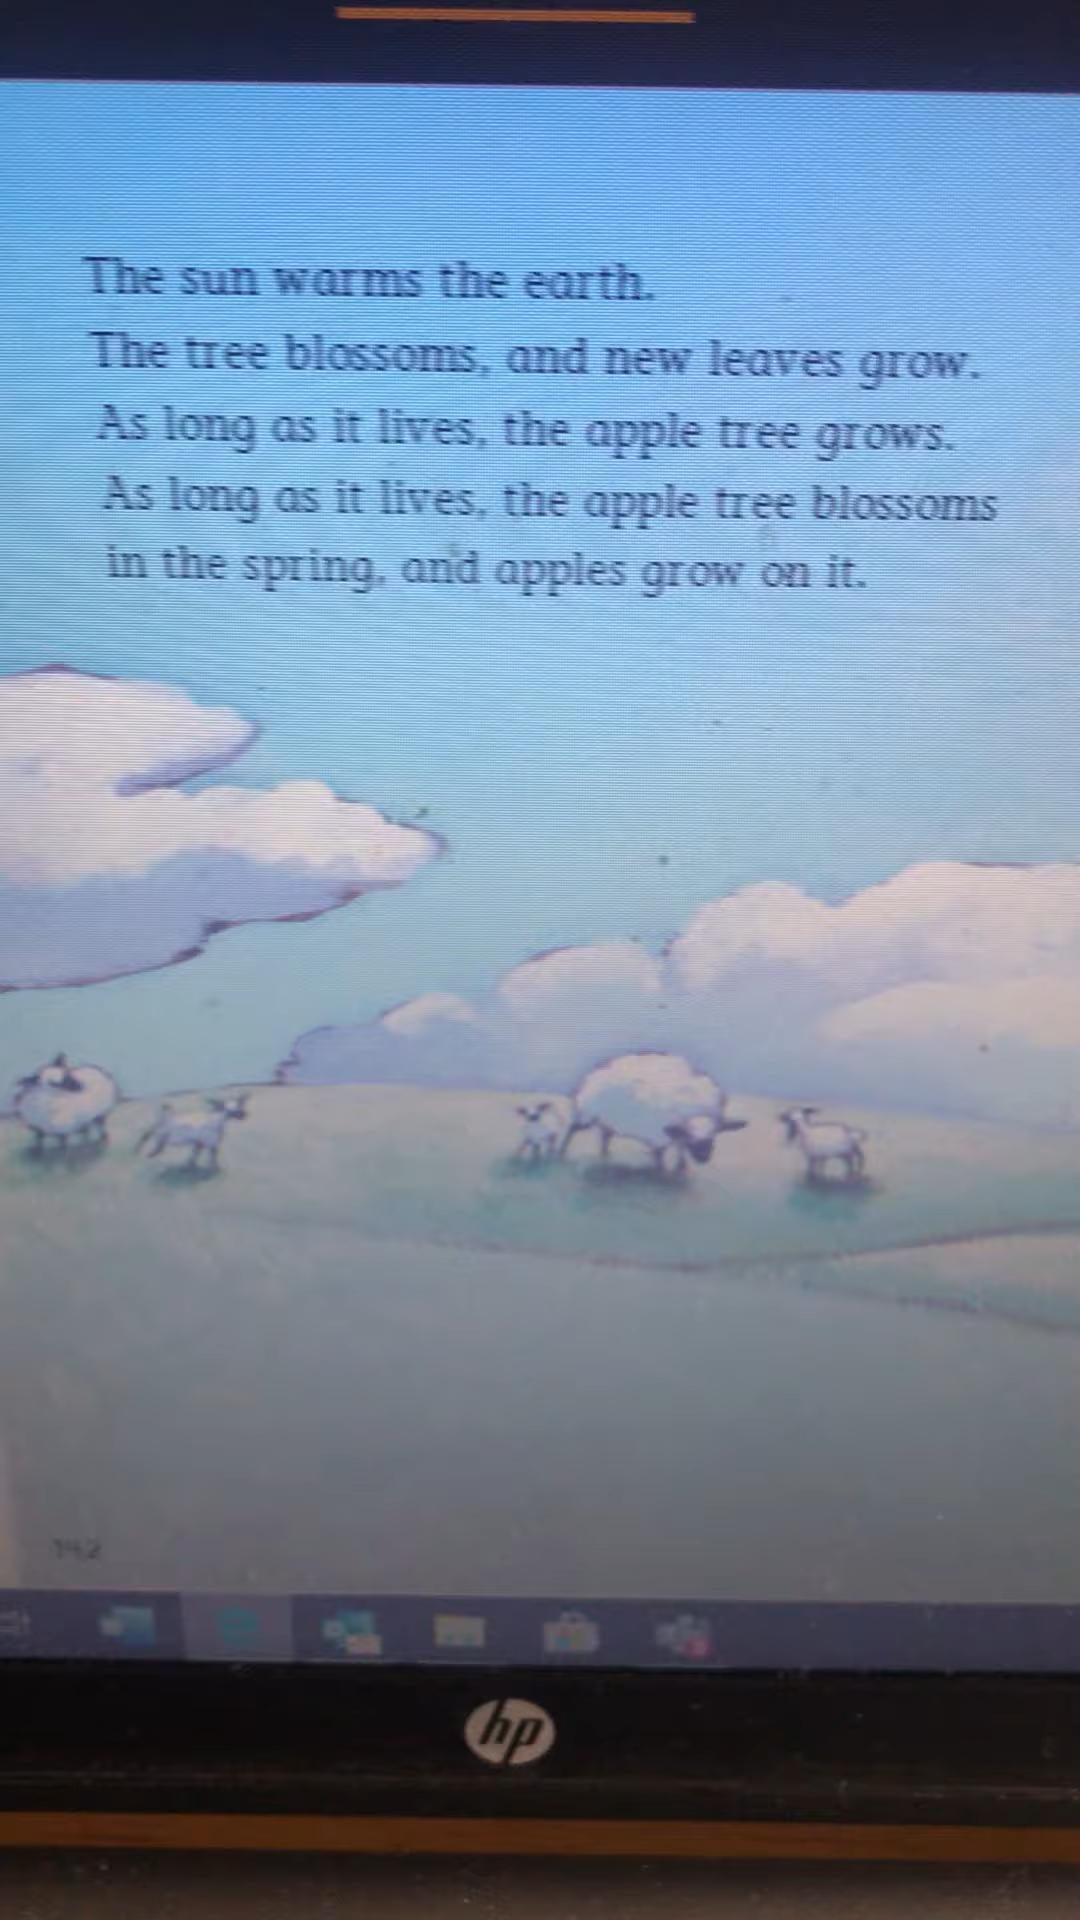 The sun warms the earth.
The tree blossoms, and new leaves grow.
As long as it lives, the apple tree grows.
As long as it lives, the apple tree blossoms
in the spring, and apples grow on it.
142
hp